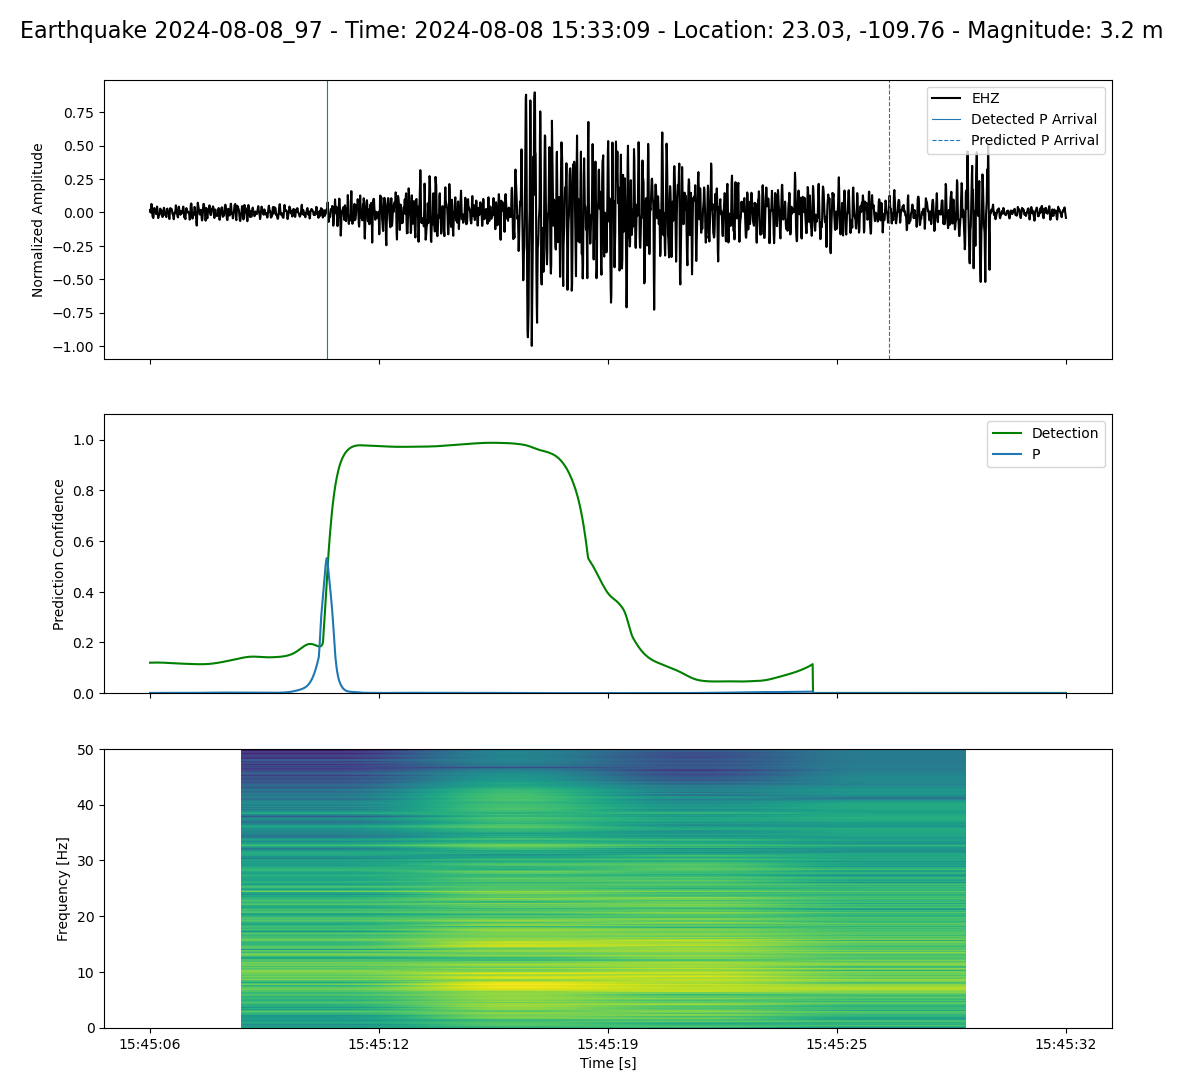 Earthquake 2024-08-08_97 - Time: 2024-08-08 15:33:09 - Location: 23.03, -109.76 - Magnitude: 3.2 m
Normalized Amplitude
0.75
0.50
0.25
0.00
−0.25
−0.50
−0.75
−1.00
EHZ
Detected P Arrival
Predicted P Arrival
Prediction Confidence
1.0
0.8
0.6
0.4
0.2
0.0
Detection
P
Frequency [Hz]
50
40
30
20
10
0
15:45:06 15:45:12 15:45:19 15:45:25 15:45:32
Time [s]